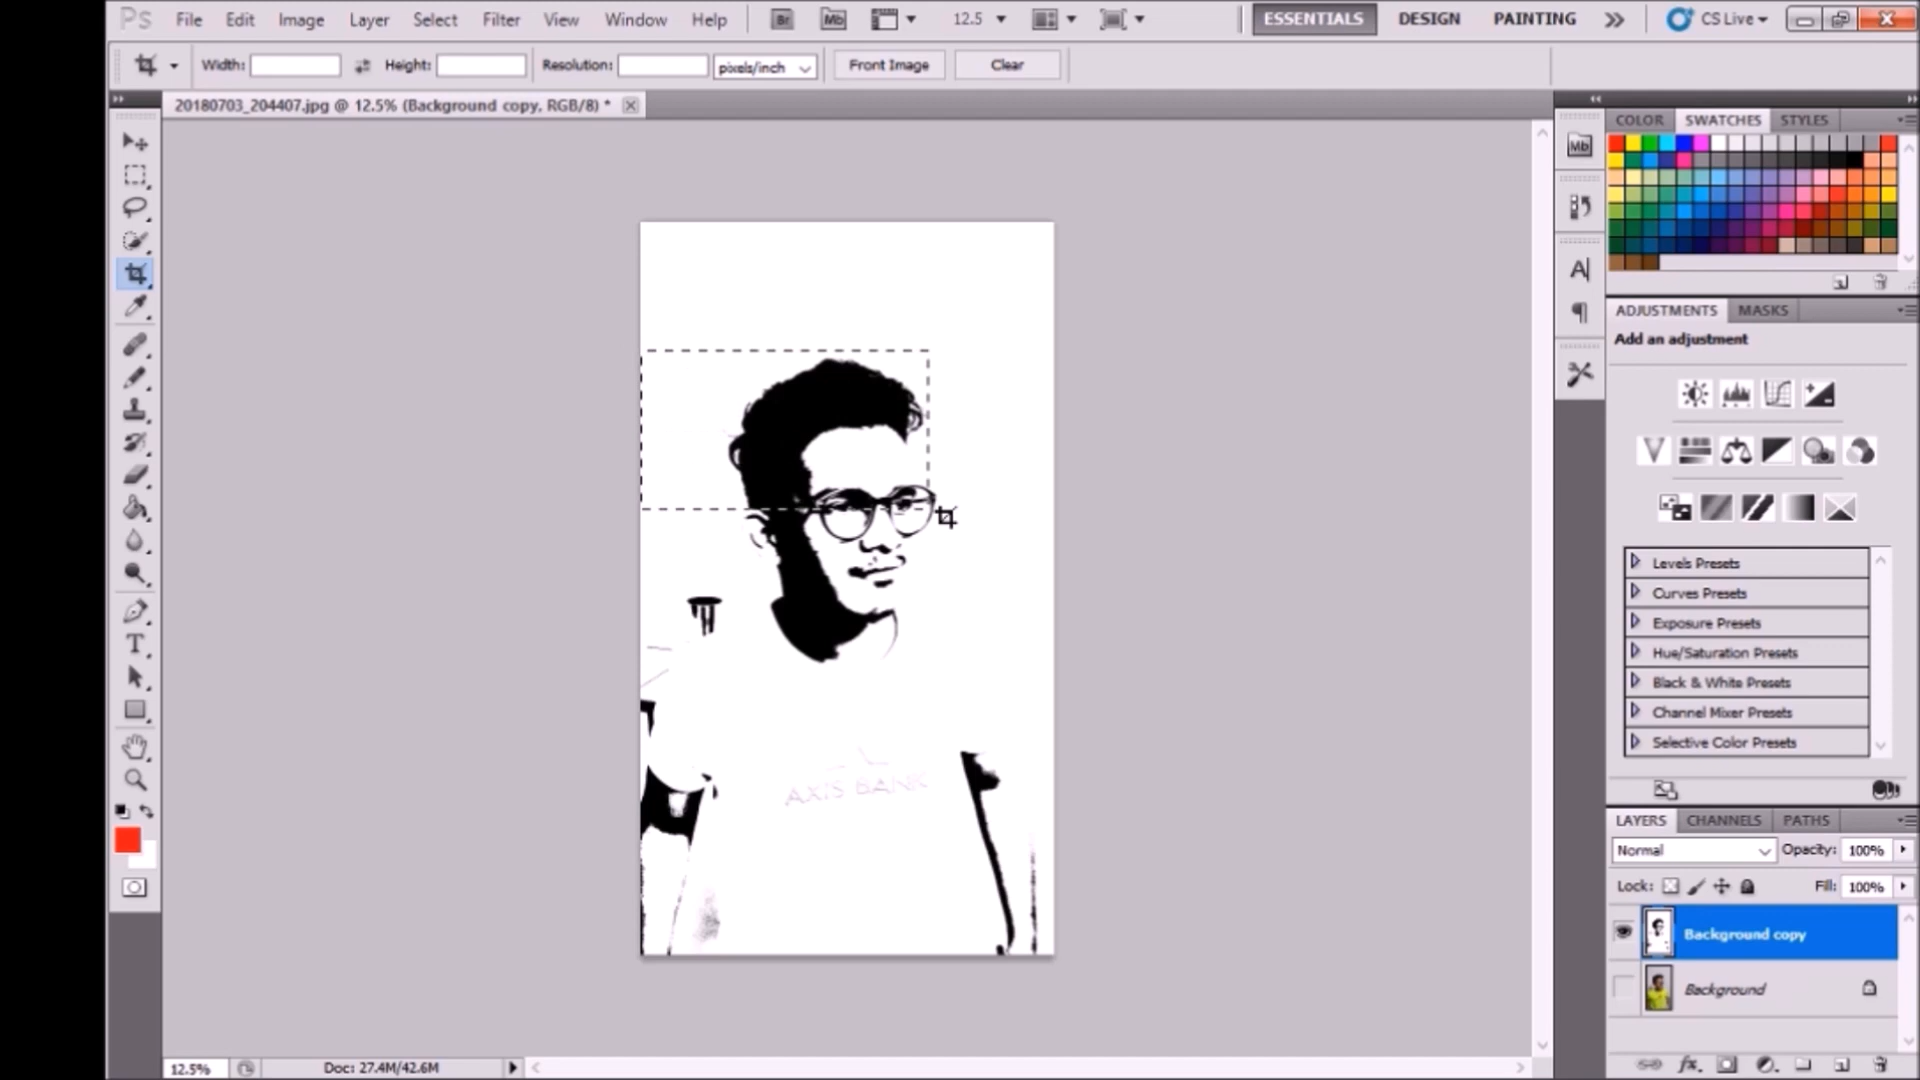 Ps File Edit Image Layer Select Filter View Window Help Br Mb 12.5 ESSENTIALS DESIGN PAINTING CS Live
Width: Height: Resolution: pixels/inch Front Image Clear
20180703_204407.jpg @ 12.5% (Background copy, RGB/8) *
COLOR SWATCHES STYLES
Mb
A
ADJUSTMENTS MASKS
Add an adjustment
Levels Presets
Curves Presets
Exposure Presets
Hue/Saturation Presets
Black & White Presets
Channel Mixer Presets
Selective Color Presets
AXIS BANK
LAYERS CHANNELS PATHS
Normal Opacity: 100%
Lock: Fill: 100%
Background copy
Background
12.5% Doc: 27.4M/42.6M